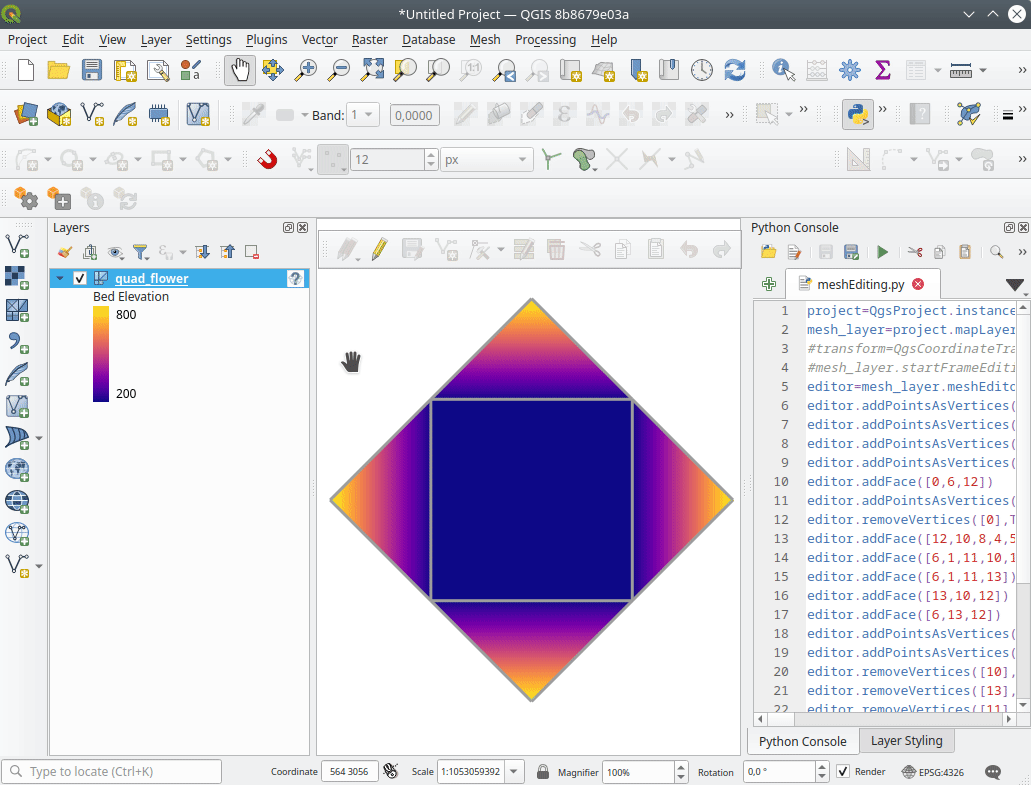 *Untitled Project — QGIS 8b8679e03a
Project Edit View Layer Settings Plugins Vector Raster Database Mesh Processing Help
Band: 1 0,0000
12 px
Layers
quad_flower
Bed Elevation
800
200
Python Console
meshEditing.py
1 project=QgsProject.instance
2 mesh_layer=project.mapLayer
3 #transform=QgsCoordinateTra
4 #mesh_layer.startFrameEditi
5 editor=mesh_layer.meshEdito
6 editor.addPointsAsVertices(
7 editor.addPointsAsVertices(
8 editor.addPointsAsVertices(
9 editor.addPointsAsVertices(
10 editor.addFace([0,6,12])
11 editor.addPointsAsVertices(
12 editor.removeVertices([0],T
13 editor.addFace([12,10,8,4,5
14 editor.addFace([6,1,11,10,1
15 editor.addFace([6,1,11,13])
16 editor.addFace([13,10,12])
17 editor.addFace([6,13,12])
18 editor.addPointsAsVertices(
19 editor.addPointsAsVertices(
20 editor.removeVertices([10],
21 editor.removeVertices([13],
22 editor.removeVertices([11]
Python Console Layer Styling
Type to locate (Ctrl+K) Coordinate 564 3056 Scale 1:1053059392 Magnifier 100% Rotation 0,0 ° Render EPSG:4326